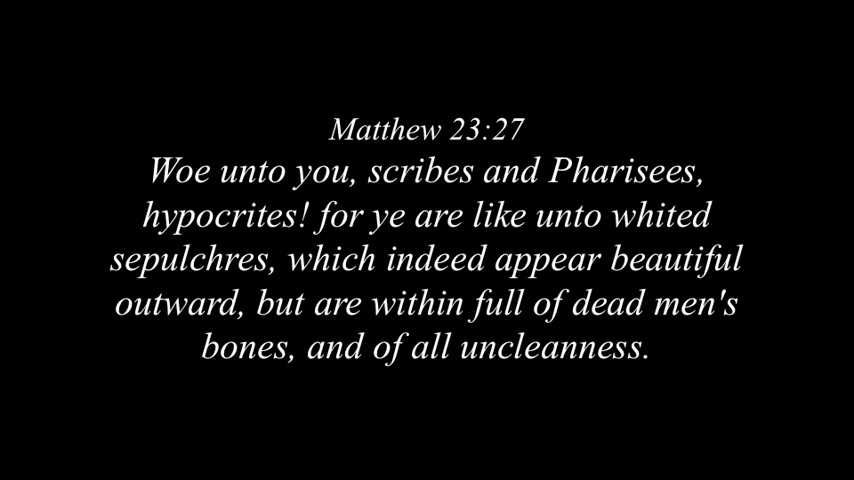 Matthew 23:27
Woe unto you, scribes and Pharisees,
hypocrites! for ye are like unto whited
sepulchres, which indeed appear beautiful
outward, but are within full of dead men's
bones, and of all uncleanness.